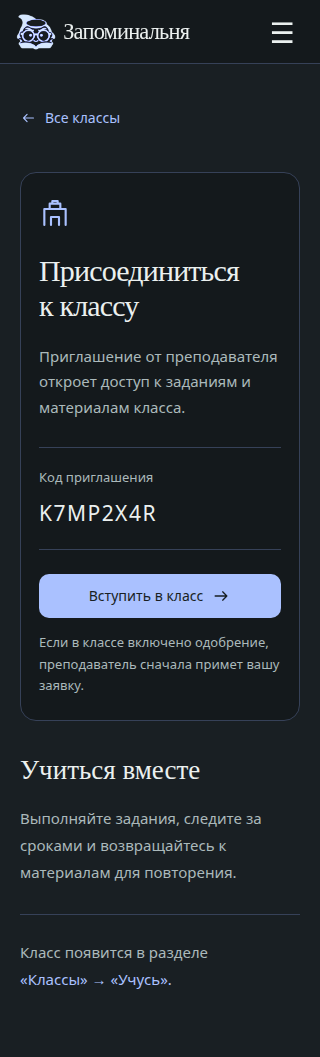 Запоминальня
← Все классы
Присоединиться
к классу
Приглашение от преподавателя
откроет доступ к заданиям и
материалам класса.
Код приглашения
K7MP2X4R
Вступить в класс →
Если в классе включено одобрение,
преподаватель сначала примет вашу
заявку.
Учиться вместе
Выполняйте задания, следите за
сроками и возвращайтесь к
материалам для повторения.
Класс появится в разделе
«Классы» → «Учусь».